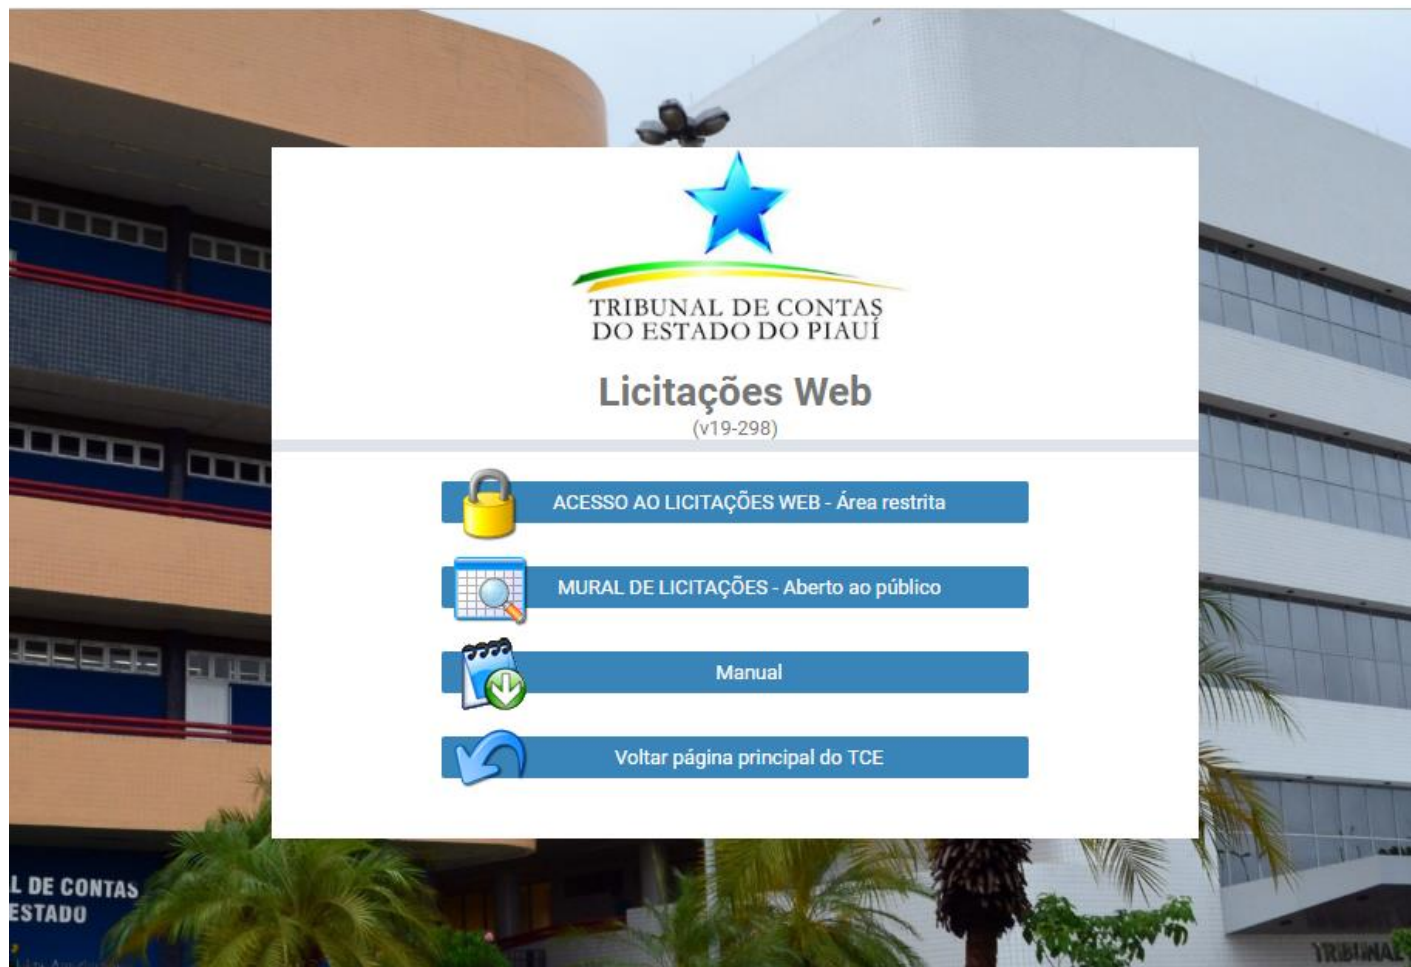 TRIBUNAL DE CONTAS
DO ESTADO DO PIAUÍ
Licitações Web
(v19-298)
ACESSO AO LICITAÇÕES WEB - Área restrita
MURAL DE LICITAÇÕES - Aberto ao público
Manual
Voltar página principal do TCE
L DE CONTAS
ESTADO
TRIBUNAL